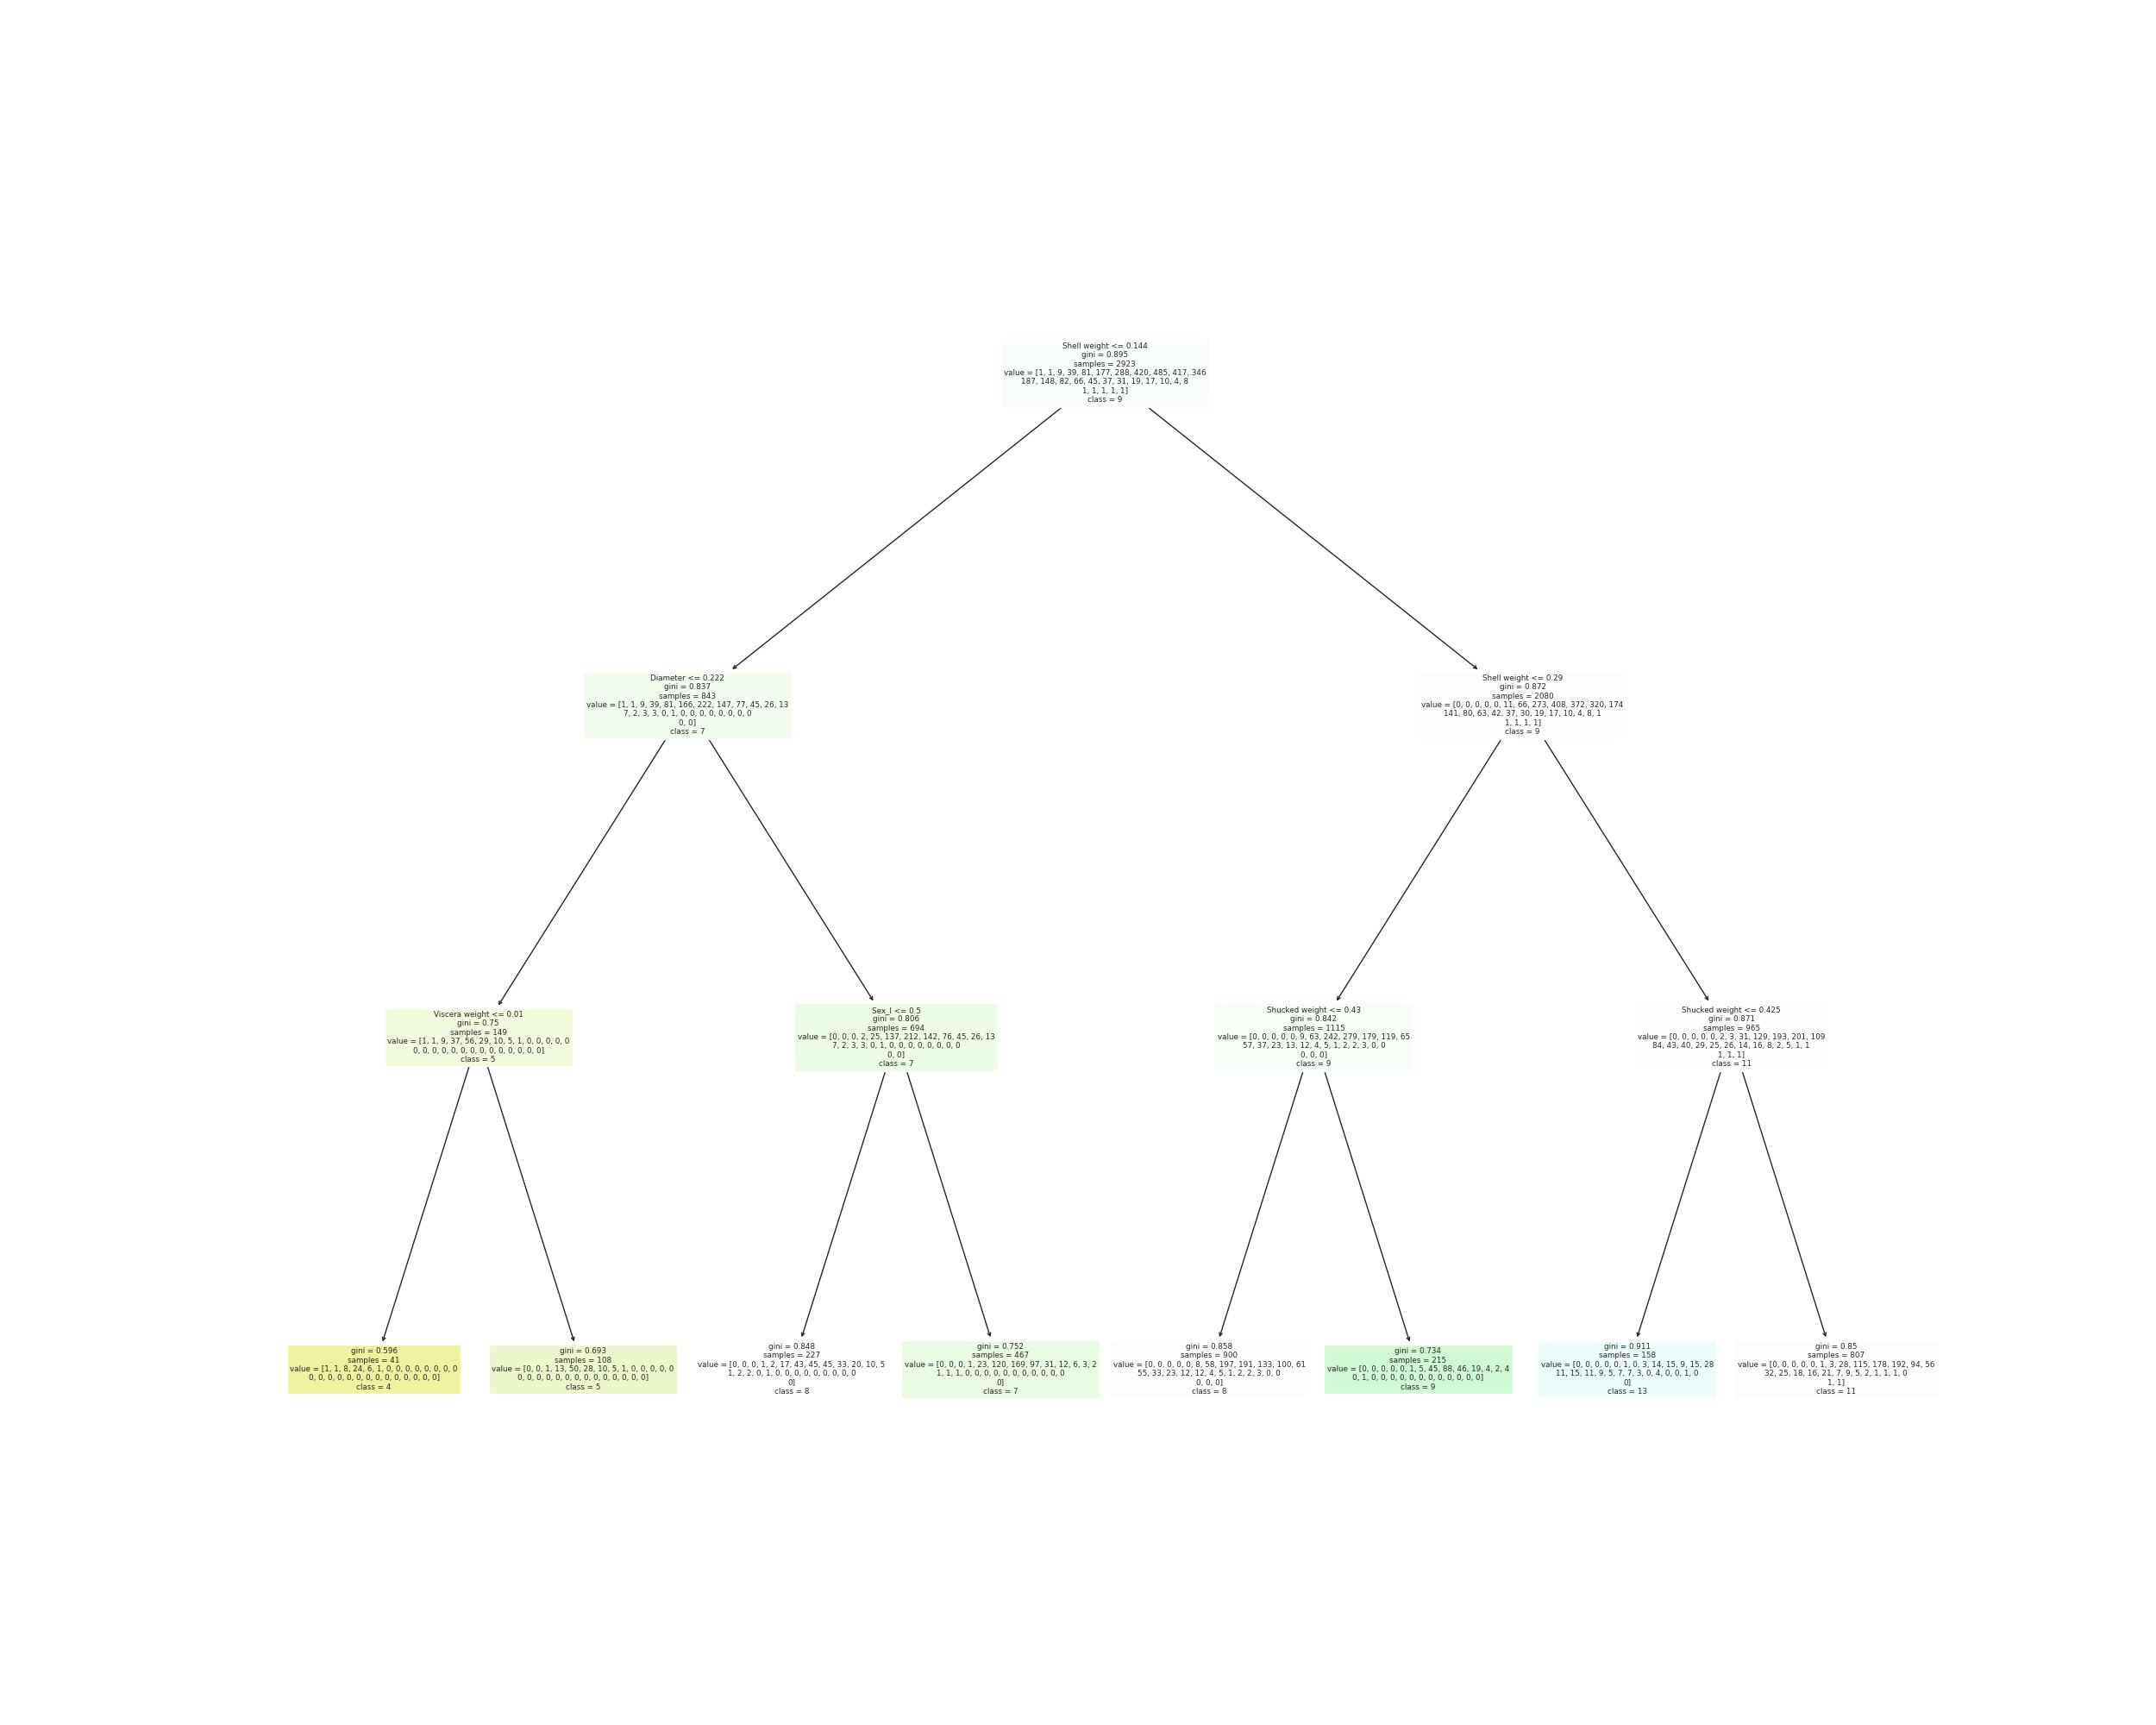 Shell weight <= 0.144
gini = 0.895
samples = 2923
value = [1, 1, 9, 39, 81, 177, 288, 420, 485, 417, 346
187, 148, 82, 66, 45, 37, 31, 19, 17, 10, 4, 8
1, 1, 1, 1, 1]
class = 9
Diameter <= 0.222
gini = 0.837
samples = 843
value = [1, 1, 9, 39, 81, 166, 222, 147, 77, 45, 26, 13
7, 2, 3, 3, 0, 1, 0, 0, 0, 0, 0, 0, 0, 0
0, 0]
class = 7
Shell weight <= 0.29
gini = 0.872
samples = 2080
value = [0, 0, 0, 0, 0, 11, 66, 273, 408, 372, 320, 174
141, 80, 63, 42, 37, 30, 19, 17, 10, 4, 8, 1
1, 1, 1, 1]
class = 9
Viscera weight <= 0.01
gini = 0.75
samples = 149
value = [1, 1, 9, 37, 56, 29, 10, 5, 1, 0, 0, 0, 0, 0
0, 0, 0, 0, 0, 0, 0, 0, 0, 0, 0, 0, 0, 0]
class = 5
Sex_I <= 0.5
gini = 0.806
samples = 694
value = [0, 0, 0, 2, 25, 137, 212, 142, 76, 45, 26, 13
7, 2, 3, 3, 0, 1, 0, 0, 0, 0, 0, 0, 0, 0
0, 0]
class = 7
Shucked weight <= 0.43
gini = 0.842
samples = 1115
value = [0, 0, 0, 0, 0, 9, 63, 242, 279, 179, 119, 65
57, 37, 23, 13, 12, 4, 5, 1, 2, 2, 3, 0, 0
0, 0, 0]
class = 9
Shucked weight <= 0.425
gini = 0.871
samples = 965
value = [0, 0, 0, 0, 0, 2, 3, 31, 129, 193, 201, 109
84, 43, 40, 29, 25, 26, 14, 16, 8, 2, 5, 1, 1
1, 1, 1]
class = 11
gini = 0.596
samples = 41
value = [1, 1, 8, 24, 6, 1, 0, 0, 0, 0, 0, 0, 0, 0
0, 0, 0, 0, 0, 0, 0, 0, 0, 0, 0, 0, 0, 0]
class = 4
gini = 0.693
samples = 108
value = [0, 0, 1, 13, 50, 28, 10, 5, 1, 0, 0, 0, 0, 0
0, 0, 0, 0, 0, 0, 0, 0, 0, 0, 0, 0, 0, 0]
class = 5
gini = 0.848
samples = 227
value = [0, 0, 0, 1, 2, 17, 43, 45, 45, 33, 20, 10, 5
1, 2, 2, 0, 1, 0, 0, 0, 0, 0, 0, 0, 0, 0
0]
class = 8
gini = 0.752
samples = 467
value = [0, 0, 0, 1, 23, 120, 169, 97, 31, 12, 6, 3, 2
1, 1, 1, 0, 0, 0, 0, 0, 0, 0, 0, 0, 0, 0
0]
class = 7
gini = 0.858
samples = 900
value = [0, 0, 0, 0, 0, 8, 58, 197, 191, 133, 100, 61
55, 33, 23, 12, 12, 4, 5, 1, 2, 2, 3, 0, 0
0, 0, 0]
class = 8
gini = 0.734
samples = 215
value = [0, 0, 0, 0, 0, 1, 5, 45, 88, 46, 19, 4, 2, 4
0, 1, 0, 0, 0, 0, 0, 0, 0, 0, 0, 0, 0, 0]
class = 9
gini = 0.911
samples = 158
value = [0, 0, 0, 0, 0, 1, 0, 3, 14, 15, 9, 15, 28
11, 15, 11, 9, 5, 7, 7, 3, 0, 4, 0, 0, 1, 0
0]
class = 13
gini = 0.85
samples = 807
value = [0, 0, 0, 0, 0, 1, 3, 28, 115, 178, 192, 94, 56
32, 25, 18, 16, 21, 7, 9, 5, 2, 1, 1, 1, 0
1, 1]
class = 11